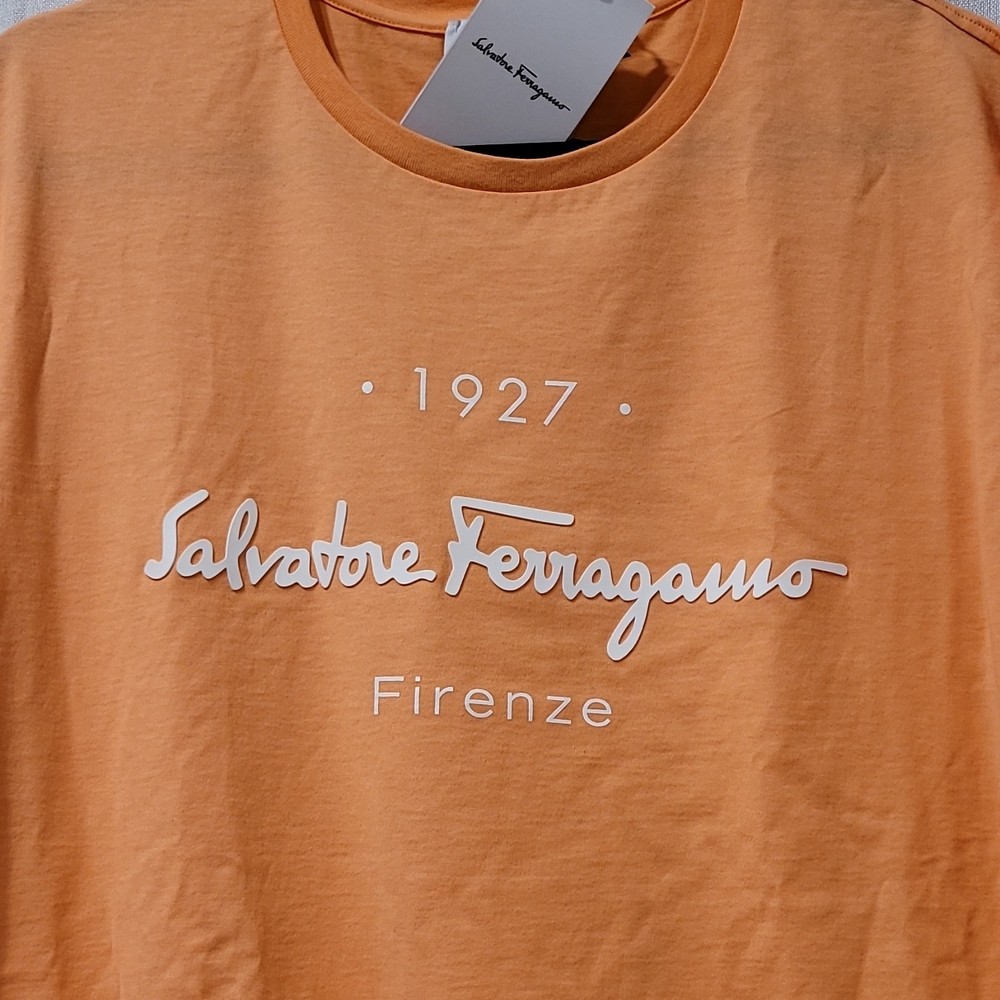 Salvatore Ferragamo
• 1927 •
Salvatore Ferragamo
Firenze